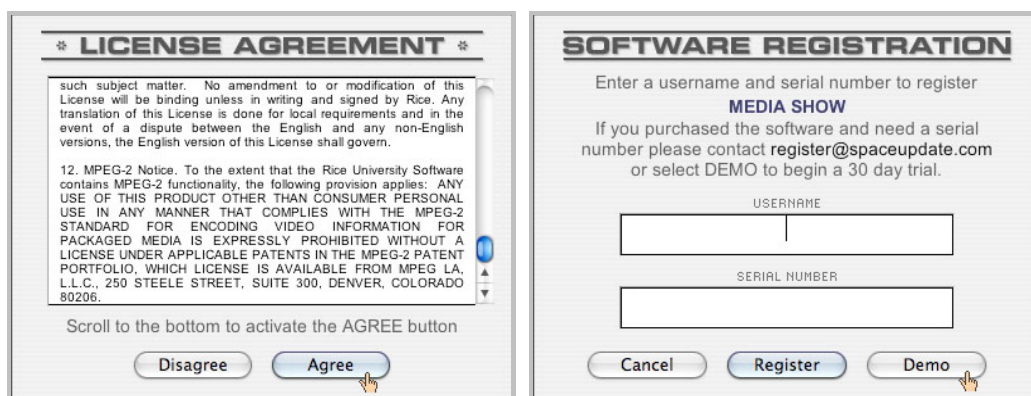 * LICENSE AGREEMENT *
such subject matter. No amendment to or modification of this
License will be binding unless in writing and signed by Rice. Any
translation of this License is done for local requirements and in the
event of a dispute between the English and any non-English
versions, the English version of this License shall govern.
12. MPEG-2 Notice. To the extent that the Rice University Software
contains MPEG-2 functionality, the following provision applies: ANY
USE OF THIS PRODUCT OTHER THAN CONSUMER PERSONAL
USE IN ANY MANNER THAT COMPLIES WITH THE MPEG-2
STANDARD FOR ENCODING VIDEO INFORMATION FOR
PACKAGED MEDIA IS EXPRESSLY PROHIBITED WITHOUT A
LICENSE UNDER APPLICABLE PATENTS IN THE MPEG-2 PATENT
PORTFOLIO, WHICH LICENSE IS AVAILABLE FROM MPEG LA,
L.L.C., 250 STEELE STREET, SUITE 300, DENVER, COLORADO
80206.
Scroll to the bottom to activate the AGREE button
Disagree
Agree
SOFTWARE REGISTRATION
Enter a username and serial number to register
MEDIA SHOW
If you purchased the software and need a serial
number please contact register@spaceupdate.com
or select DEMO to begin a 30 day trial.
USERNAME
SERIAL NUMBER
Cancel
Register
Demo